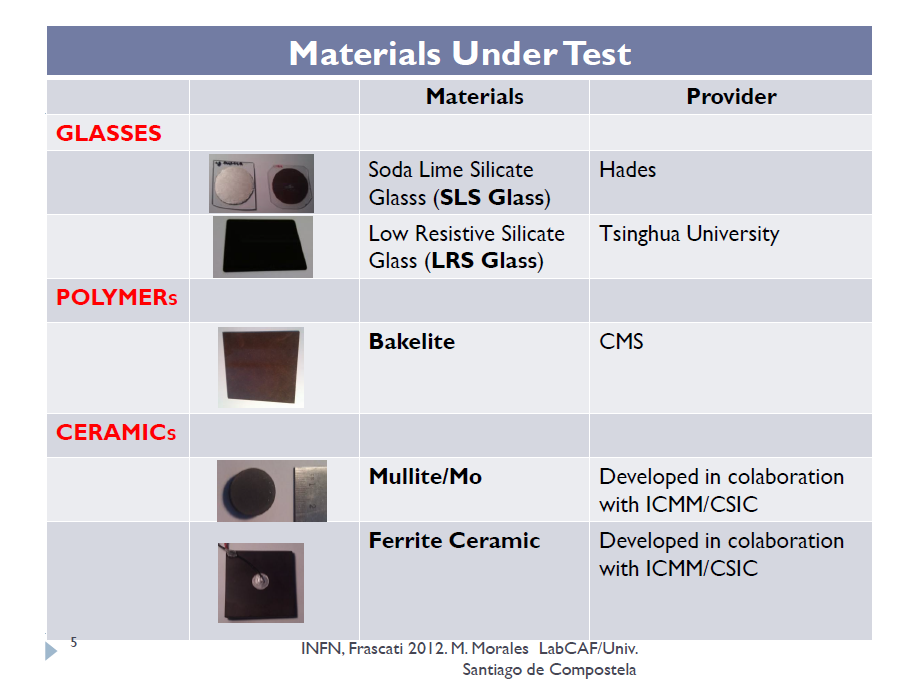 Materials Under Test
Materials Provider
GLASSES
Soda Lime Silicate Hades
Glasss (SLS Glass)
Low Resistive Silicate Tsinghua University
Glass (LRS Glass)
POLYMERs
Bakelite CMS
CERAMICs
Mullite/Mo Developed in colaboration
with ICMM/CSIC
Ferrite Ceramic Developed in colaboration
with ICMM/CSIC
5
INFN, Frascati 2012. M. Morales LabCAF/Univ.
Santiago de Compostela